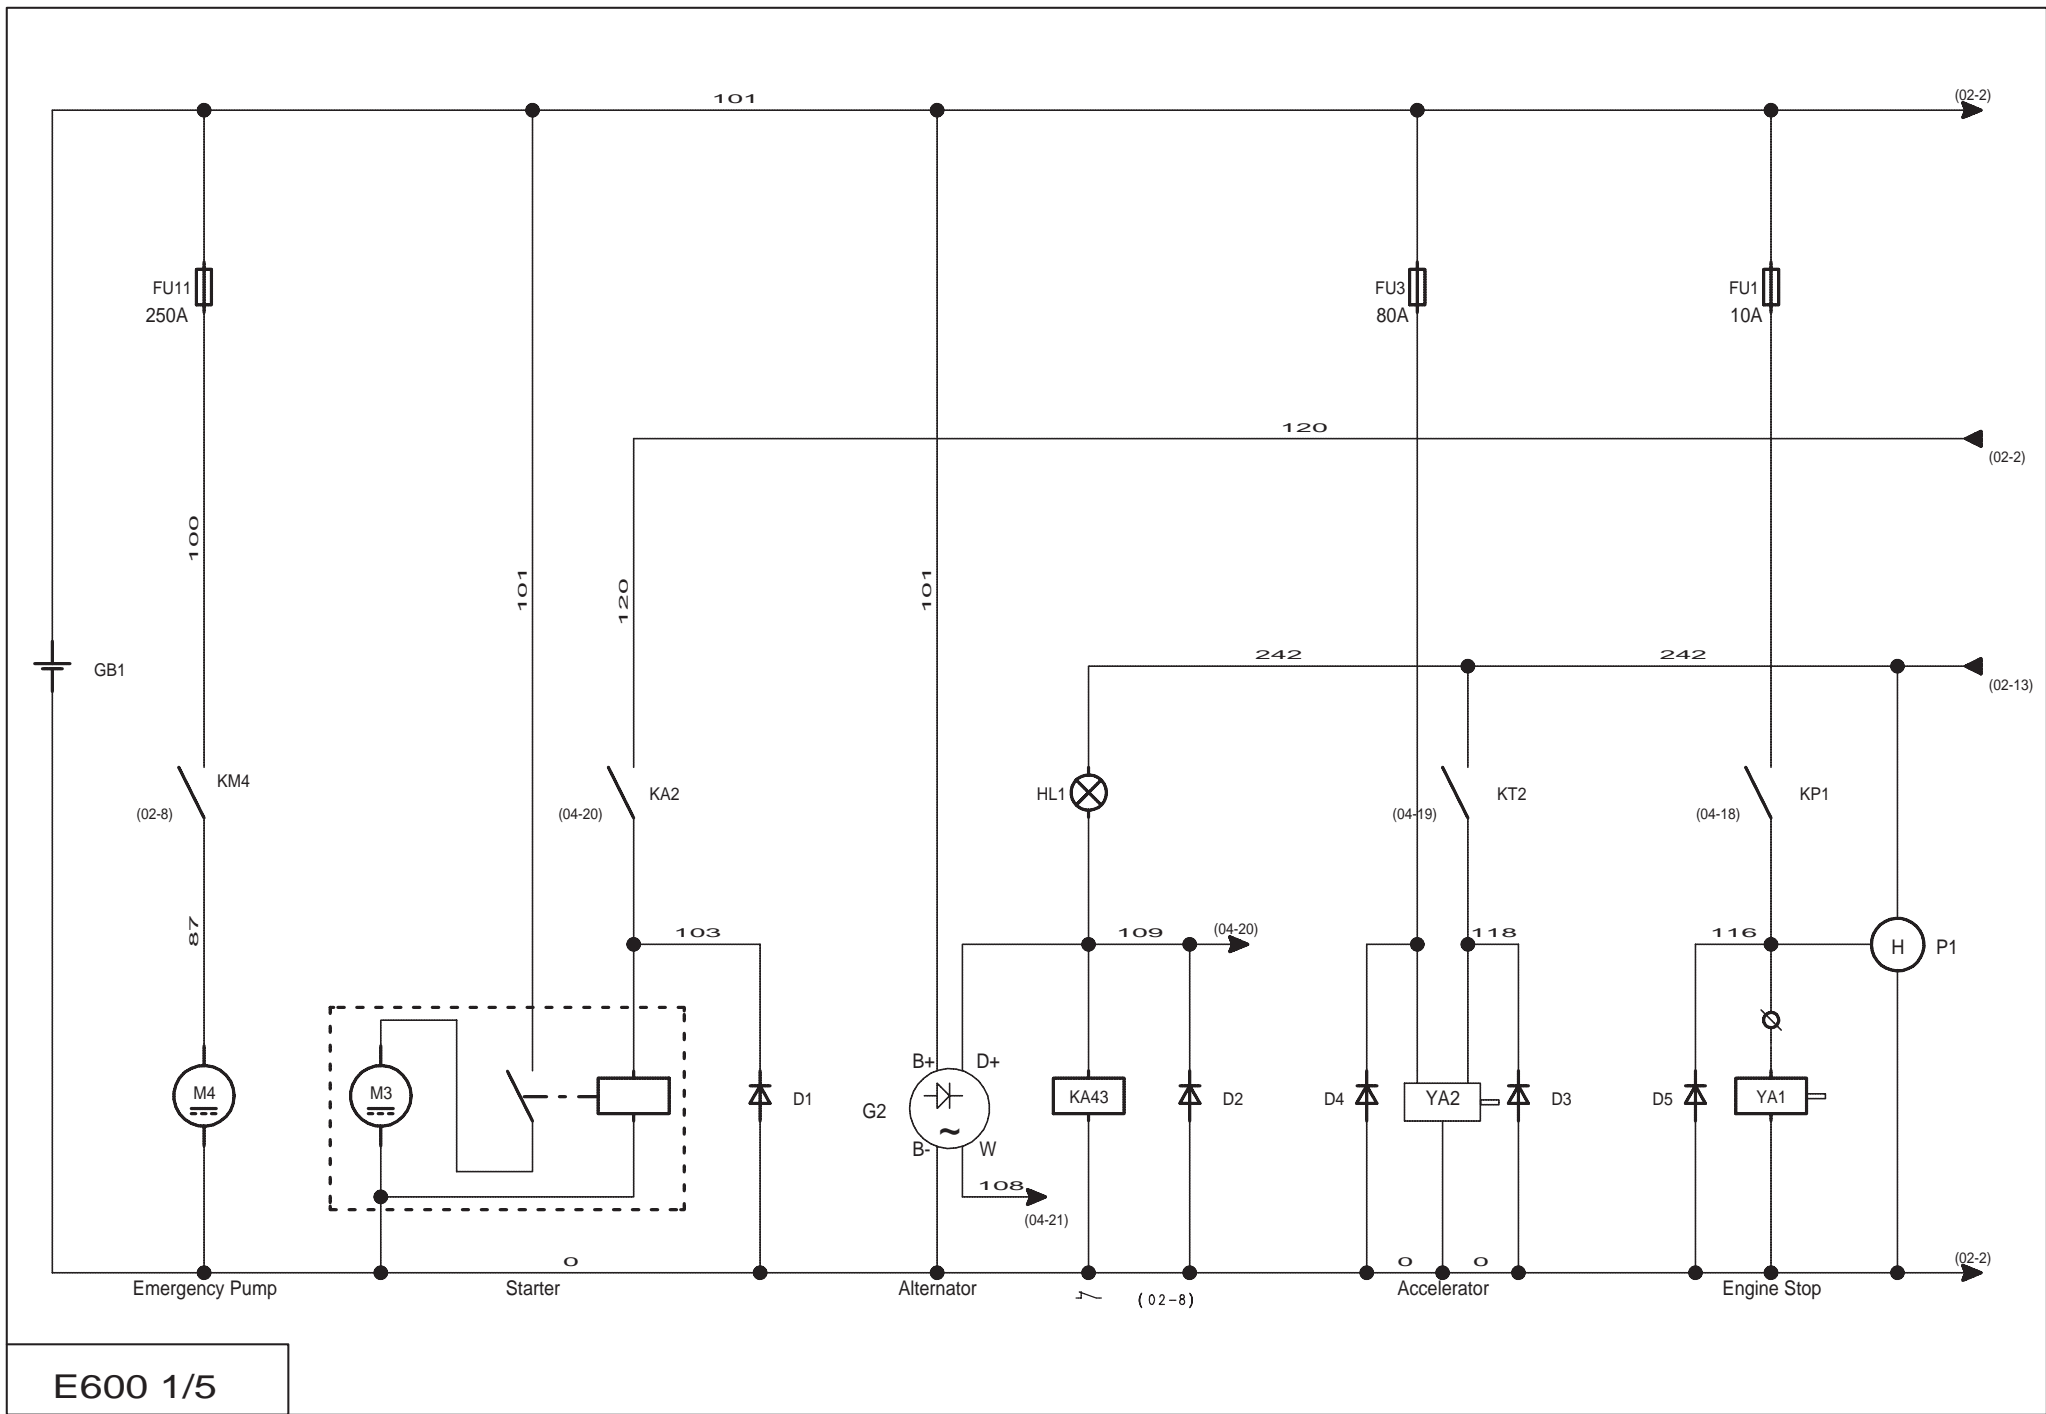 101
(02-2)
FU11
250A
FU3
80A
FU1
10A
120
(02-2)
100
101
120
101
242
242
(02-13)
GB1
KM4
(02-8)
KA2
(04-20)
HL1
KT2
(04-19)
KP1
(04-18)
87
103
109
(04-20)
118
116
H
P1
B+
D+
M4
M3
D1
G2
KA43
D2
D4
YA2
D3
D5
YA1
~
B-
W
108
(04-21)
0
0
0
(02-2)
Emergency Pump
Starter
Alternator
(02-8)
Accelerator
Engine Stop
E600 1/5